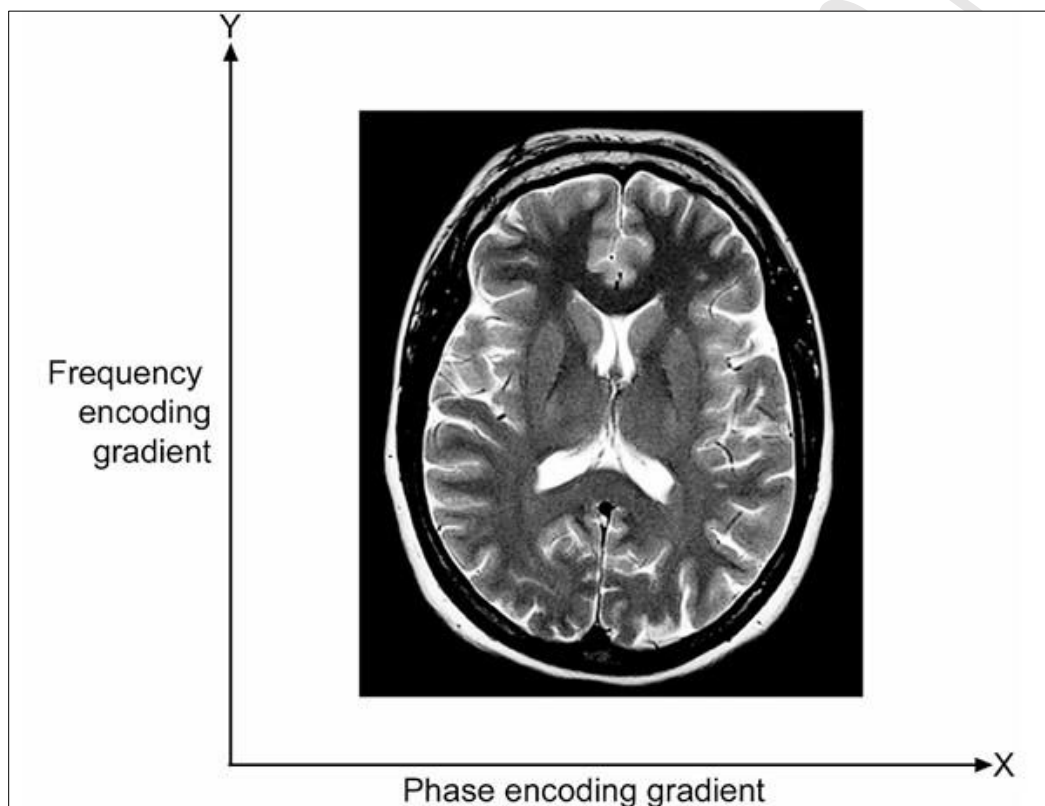 Y
Frequency
encoding
gradient
X
Phase encoding gradient